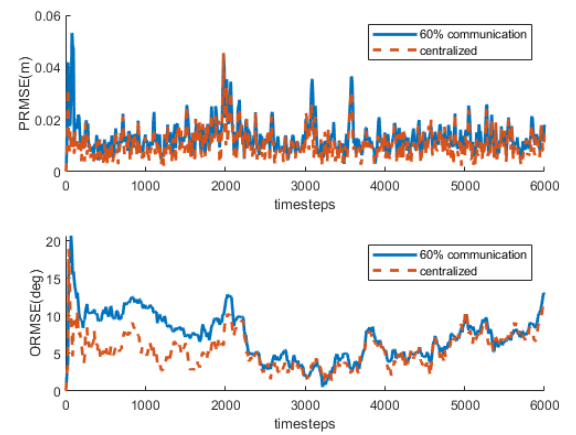 0.06
0.04
0.02
0
PRMSE(m)
60% communication
centralized
0 1000 2000 3000 4000 5000 6000
timesteps
20
15
10
5
0
ORMSE(deg)
60% communication
centralized
0 1000 2000 3000 4000 5000 6000
timesteps